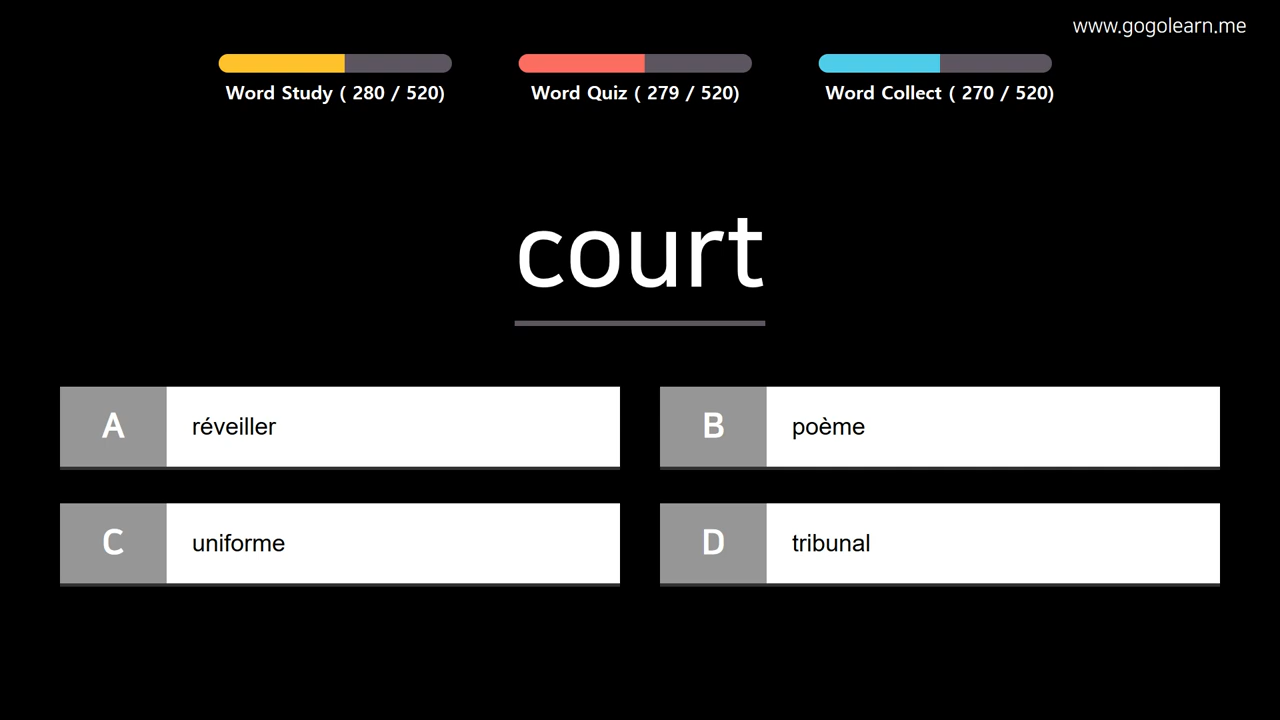 www.gogolearn.me
Word Study ( 280 / 520)
Word Quiz ( 279 / 520)
Word Collect ( 270 / 520)
court
A réveiller
B poème
C uniforme
D tribunal